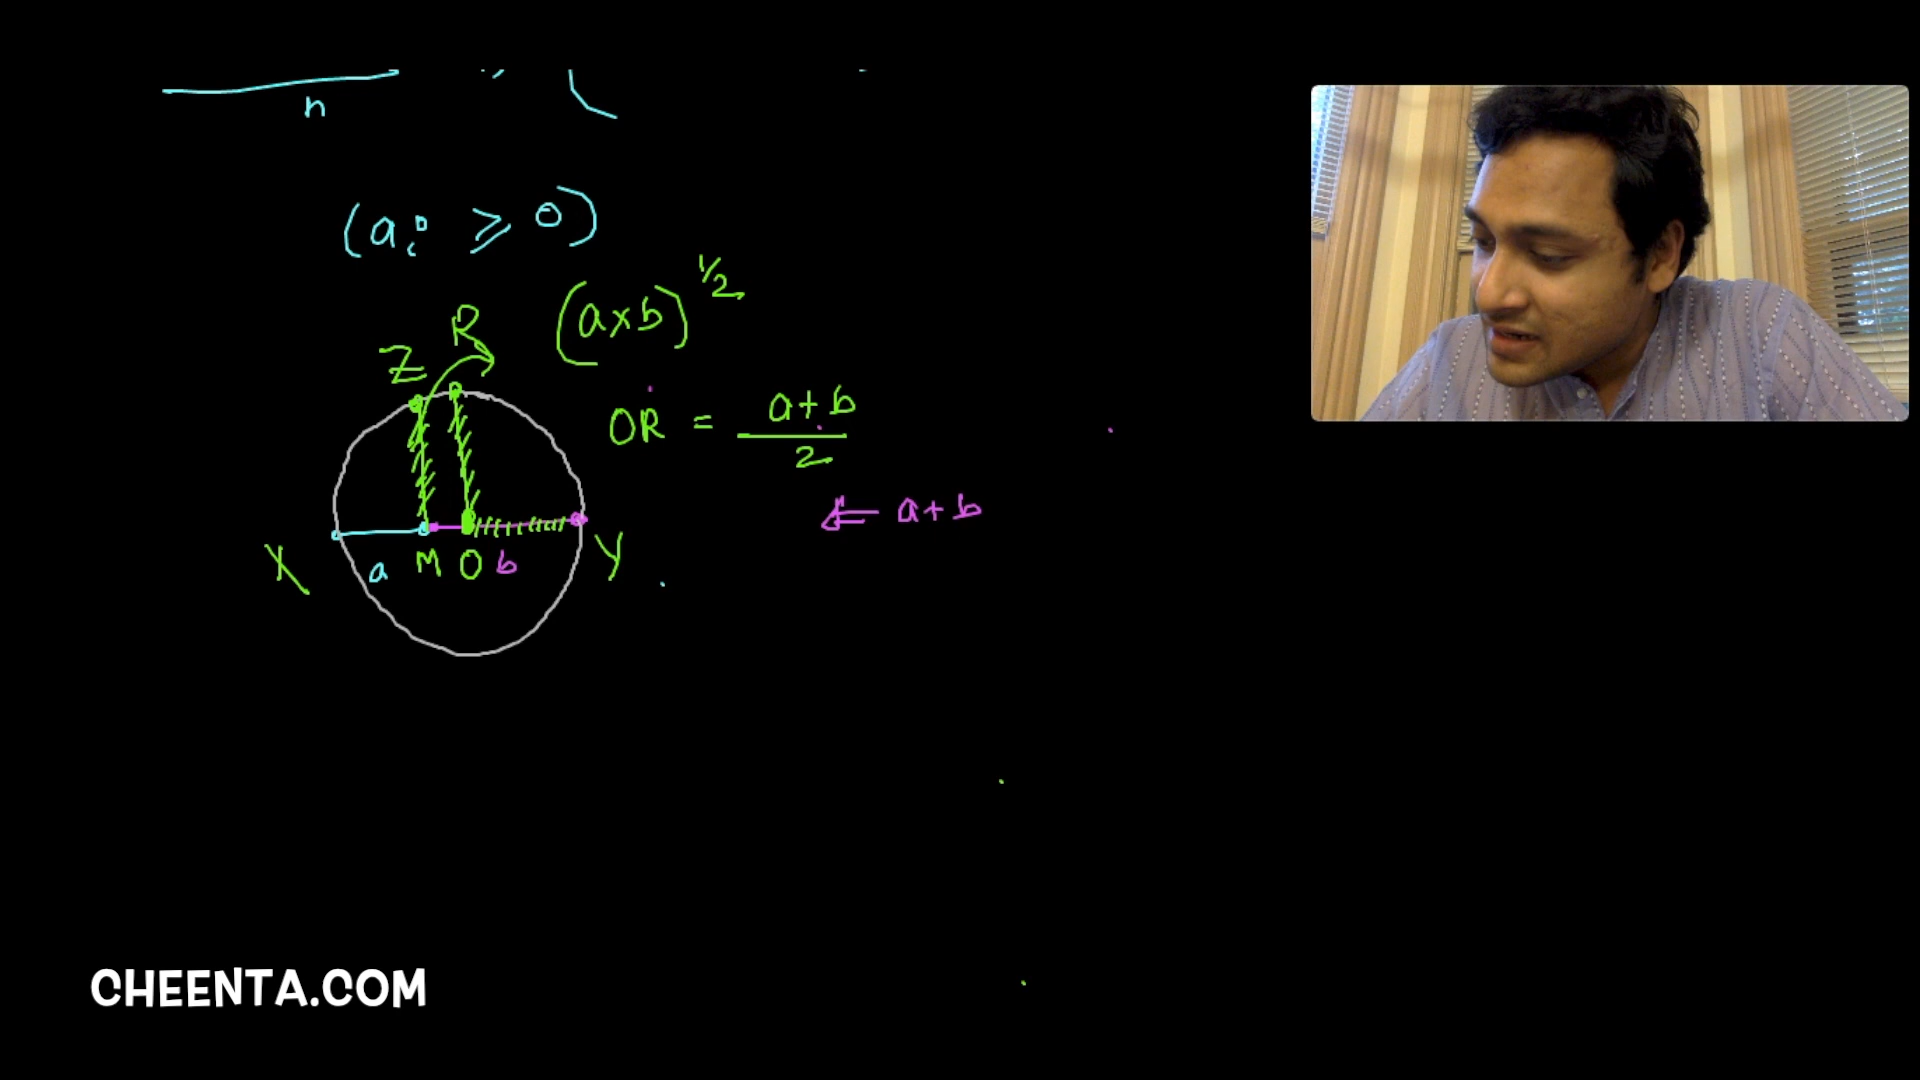 n
(aᵢ ≥ 0)
(a×b)^1/2
R
Z
OR = a+b / 2
⇐ a+b
X a M O b Y
CHEENTA.COM